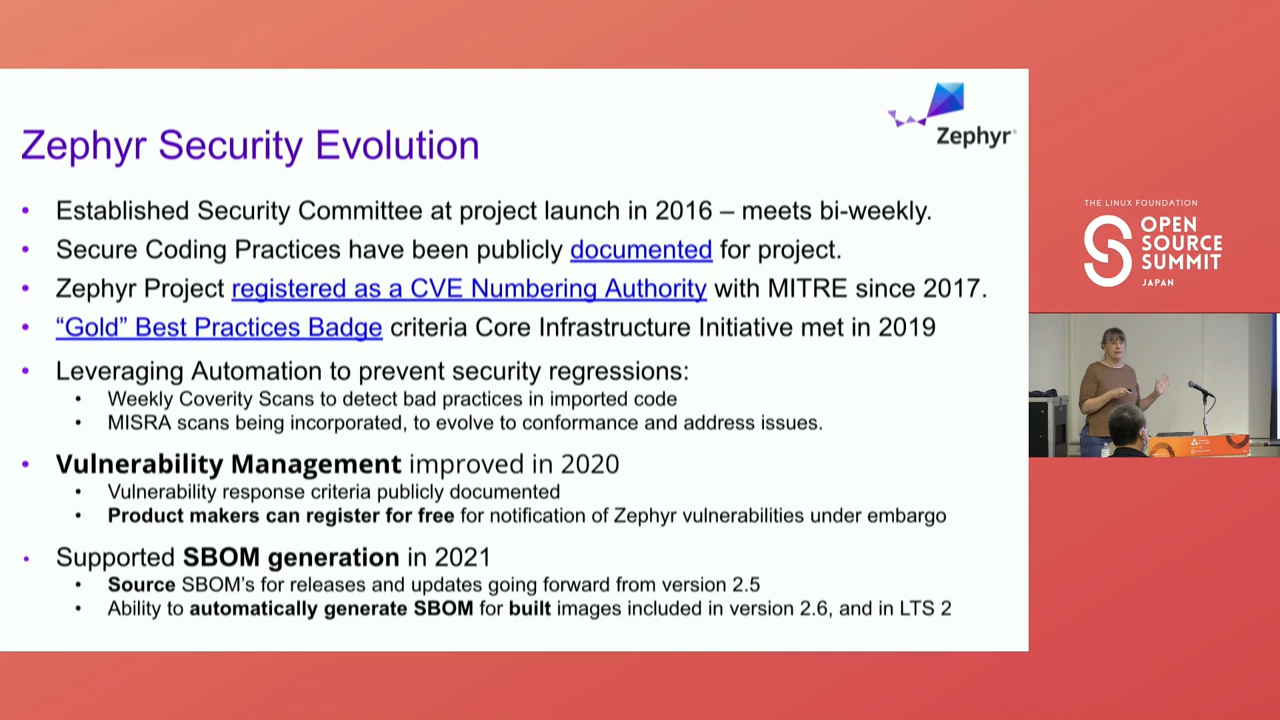 Zephyr Security Evolution
Zephyr
• Established Security Committee at project launch in 2016 – meets bi-weekly.
• Secure Coding Practices have been publicly documented for project.
• Zephyr Project registered as a CVE Numbering Authority with MITRE since 2017.
• “Gold” Best Practices Badge criteria Core Infrastructure Initiative met in 2019
• Leveraging Automation to prevent security regressions:
• Weekly Coverity Scans to detect bad practices in imported code
• MISRA scans being incorporated, to evolve to conformance and address issues.
• Vulnerability Management improved in 2020
• Vulnerability response criteria publicly documented
• Product makers can register for free for notification of Zephyr vulnerabilities under embargo
• Supported SBOM generation in 2021
• Source SBOM's for releases and updates going forward from version 2.5
• Ability to automatically generate SBOM for built images included in version 2.6, and in LTS 2
THE LINUX FOUNDATION
OPEN
SOURCE
SUMMIT
JAPAN